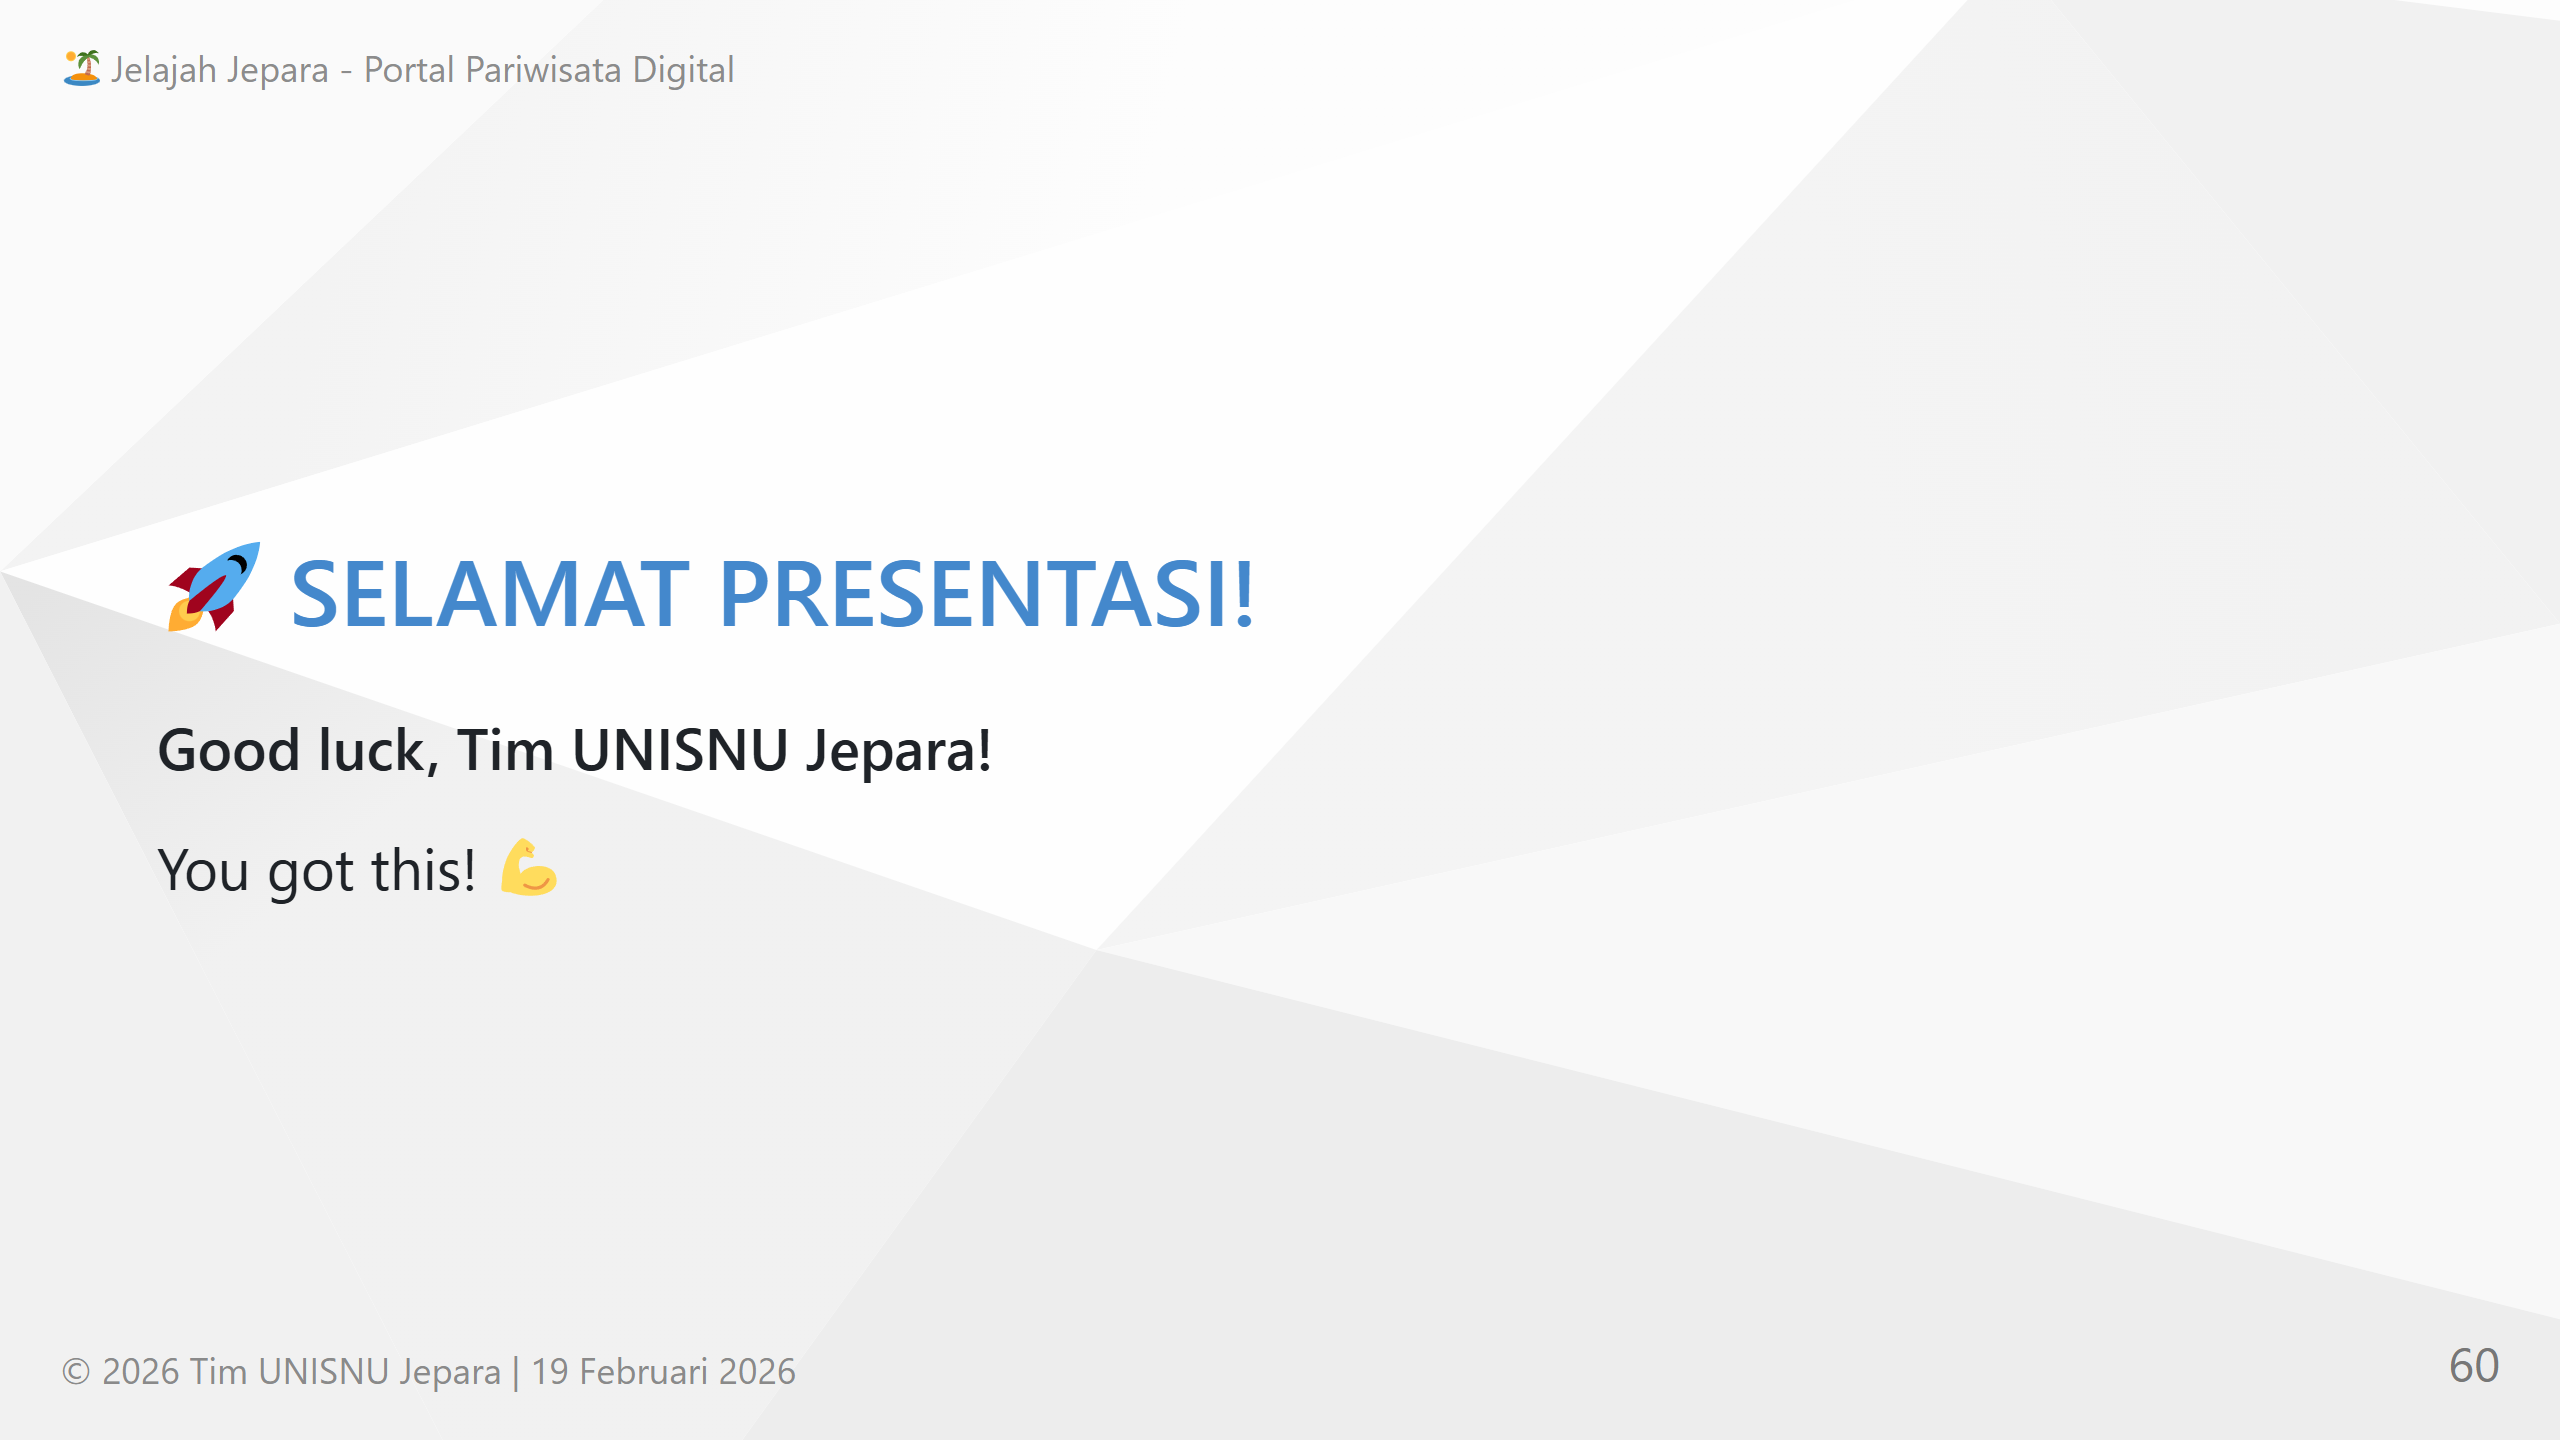 🏝️ Jelajah Jepara - Portal Pariwisata Digital
🚀 SELAMAT PRESENTASI!
Good luck, Tim UNISNU Jepara!
You got this! 💪
© 2026 Tim UNISNU Jepara | 19 Februari 2026
60